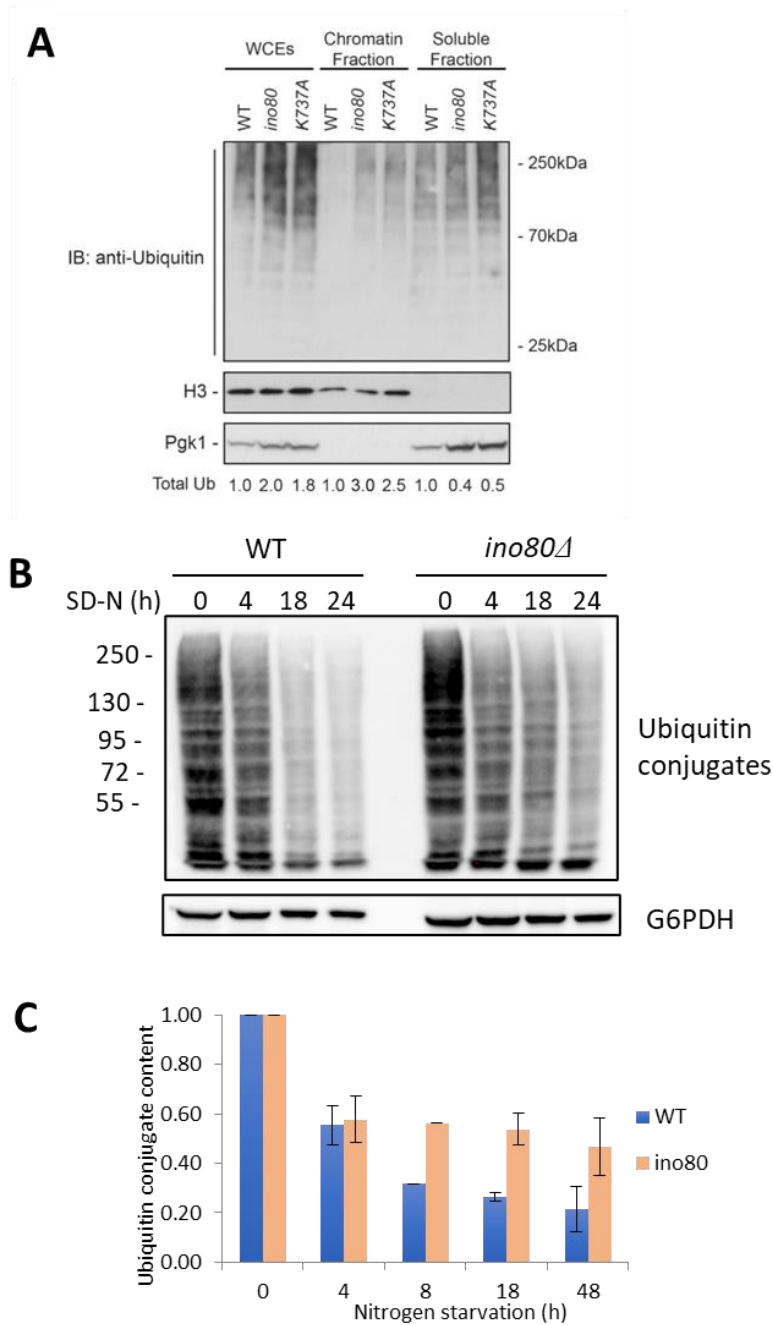 A
WCEs
Chromatin Fraction
Soluble Fraction
WT ino80 K737A WT ino80 K737A WT ino80 K737A
- 250kDa
- 70kDa
IB: anti-Ubiquitin
- 25kDa
H3 -
Pgk1 -
Total Ub 1.0 2.0 1.8 1.0 3.0 2.5 1.0 0.4 0.5
B
WT ino80Δ
SD-N (h) 0 4 18 24 0 4 18 24
250 -
130 -
95 -
72 -
55 -
Ubiquitin
conjugates
G6PDH
C
Ubiquitin conjugate content
1.00
0.80
0.60
0.40
0.20
0.00
WT
ino80
0 4 8 18 48
Nitrogen starvation (h)